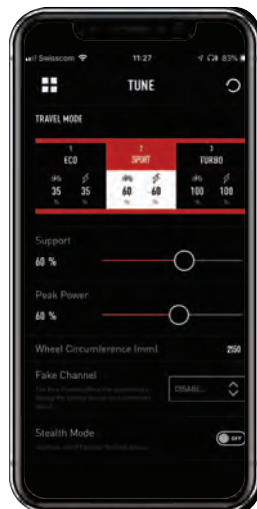 Swisscom 11:27 83%
TUNE
TRAVEL MODE
1 2 3
ECO SPORT TURBO
35 35 60 60 100 100
% % % % % %
Support
60 %
Peak Power
60 %
Wheel Circumference (mm) 2150
Fake Channel
DISABLE...
Stealth Mode
OFF